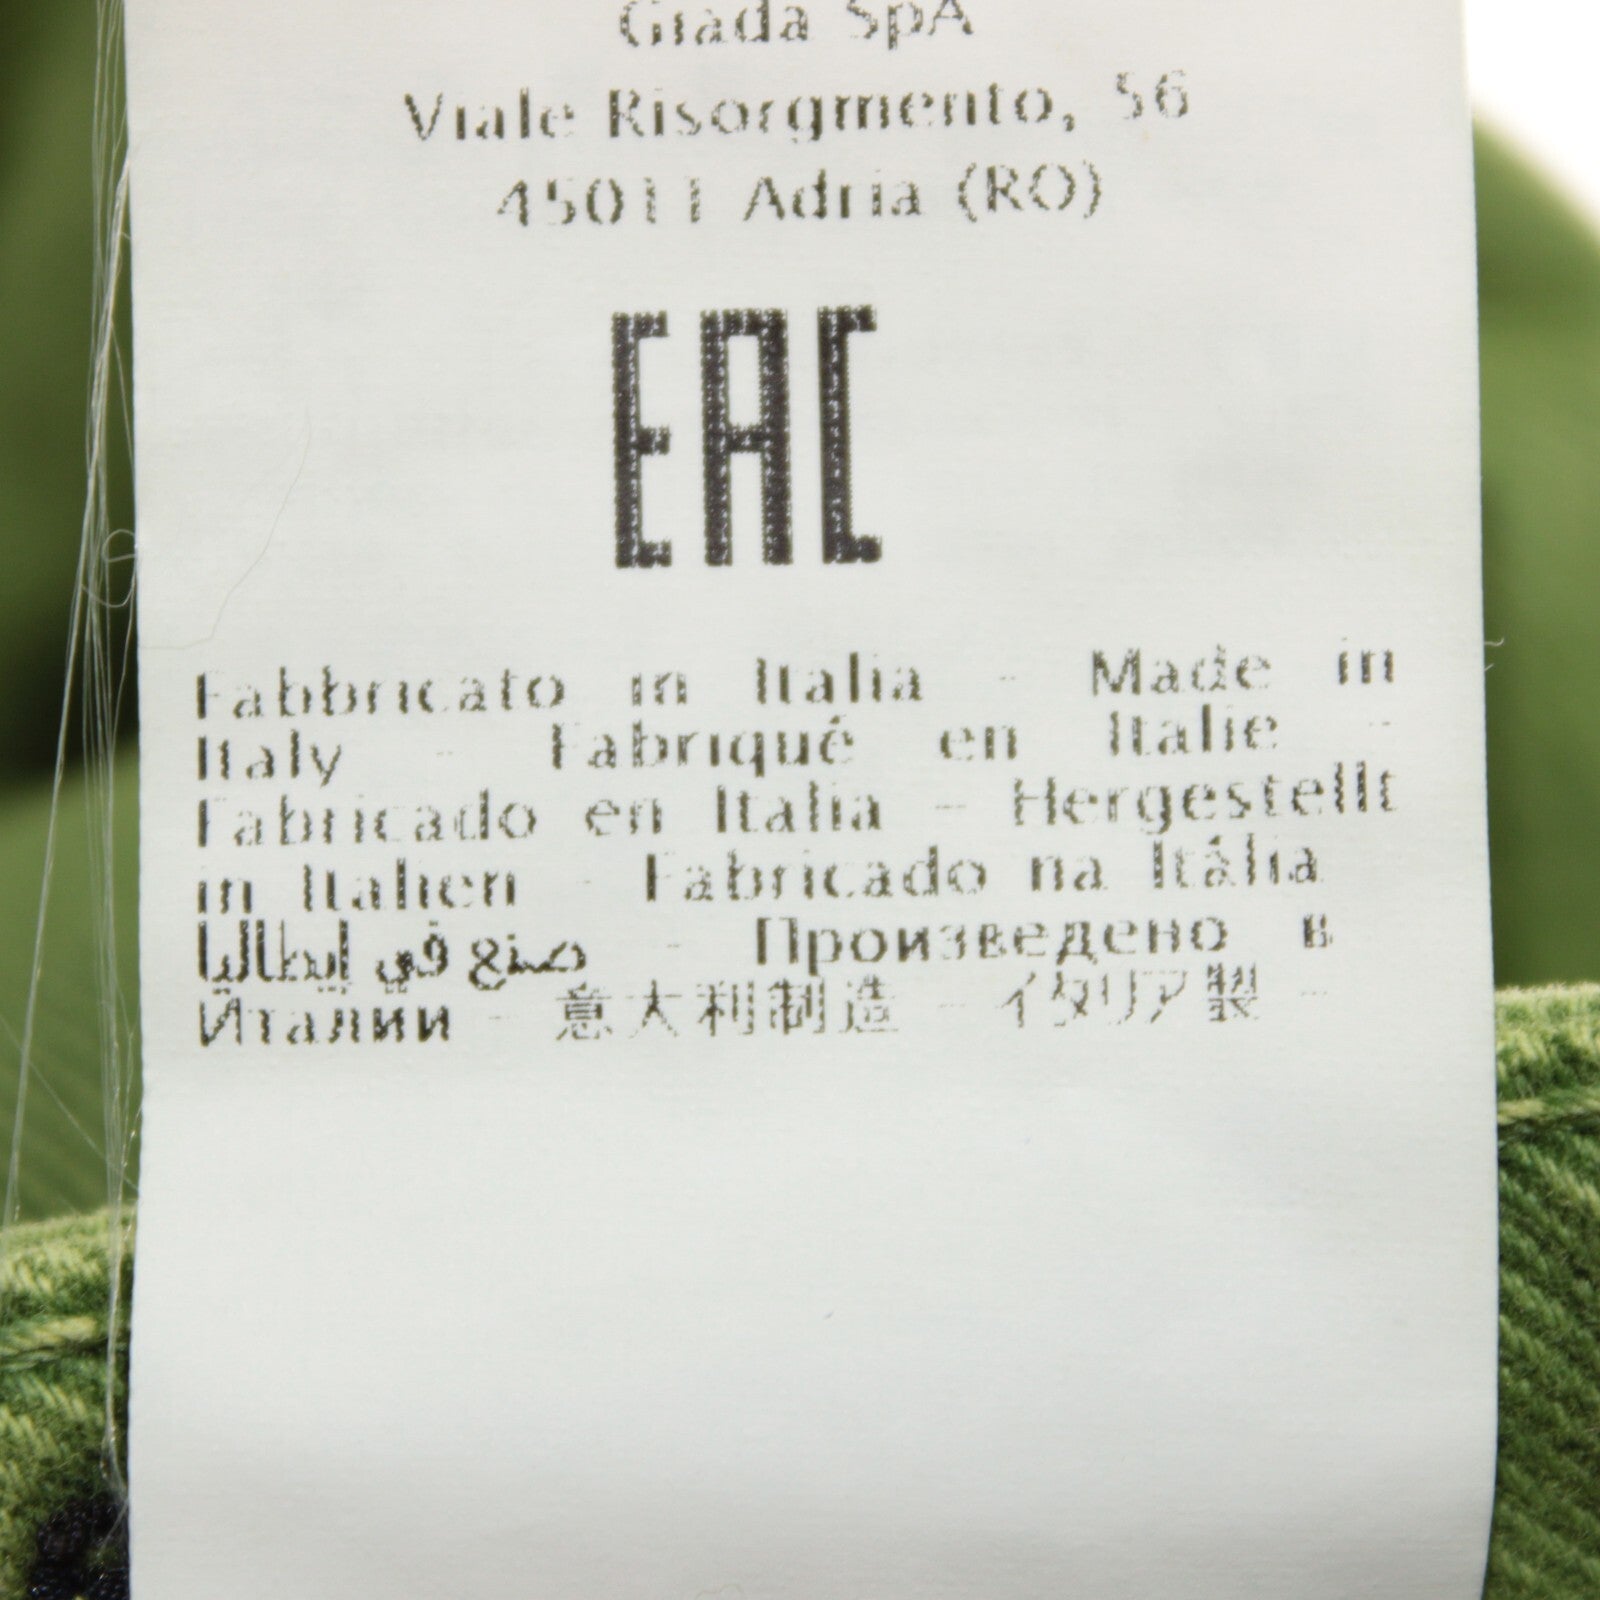 Giada SpA
Viale Risorgmento, 56
45011 Adria (RO)
EAC
Fabbricato in Italia - Made in
Italy - Fabriqué en Italie -
Fabricado en Italia - Hergestellt
in Italien - Fabricado na Itália
صنع في إيطاليا - Произведено в
Италии - 意大利制造 - イタリア製 -